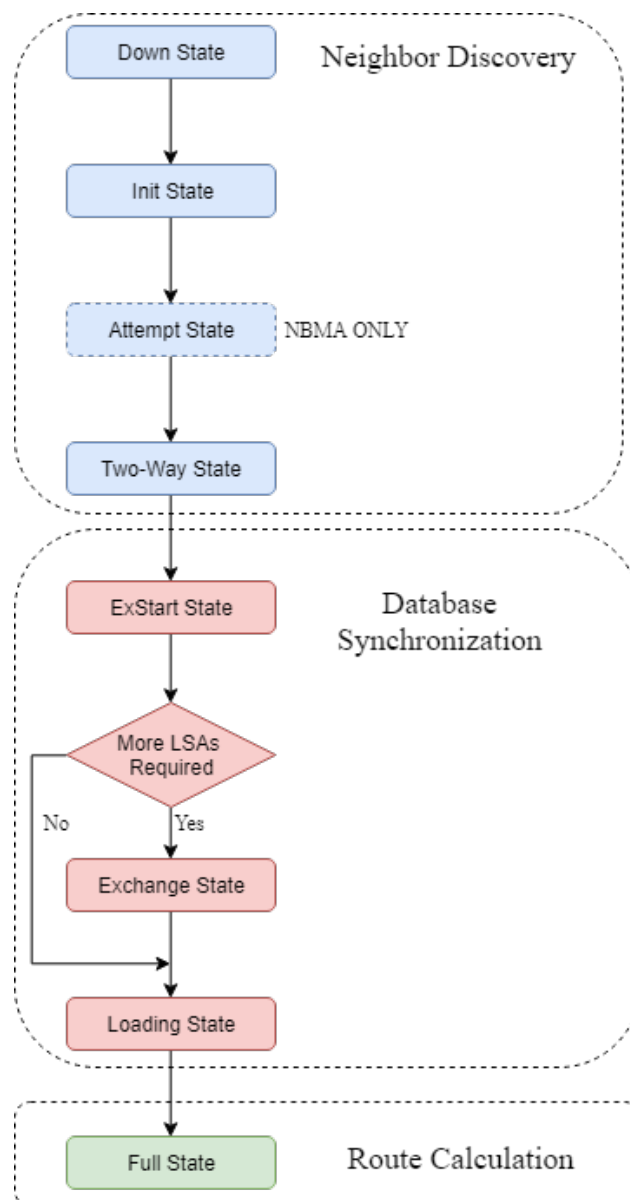 Down State
Neighbor Discovery
Init State
Attempt State
NBMA ONLY
Two-Way State
ExStart State
Database
Synchronization
More LSAs
Required
No
Yes
Exchange State
Loading State
Full State
Route Calculation